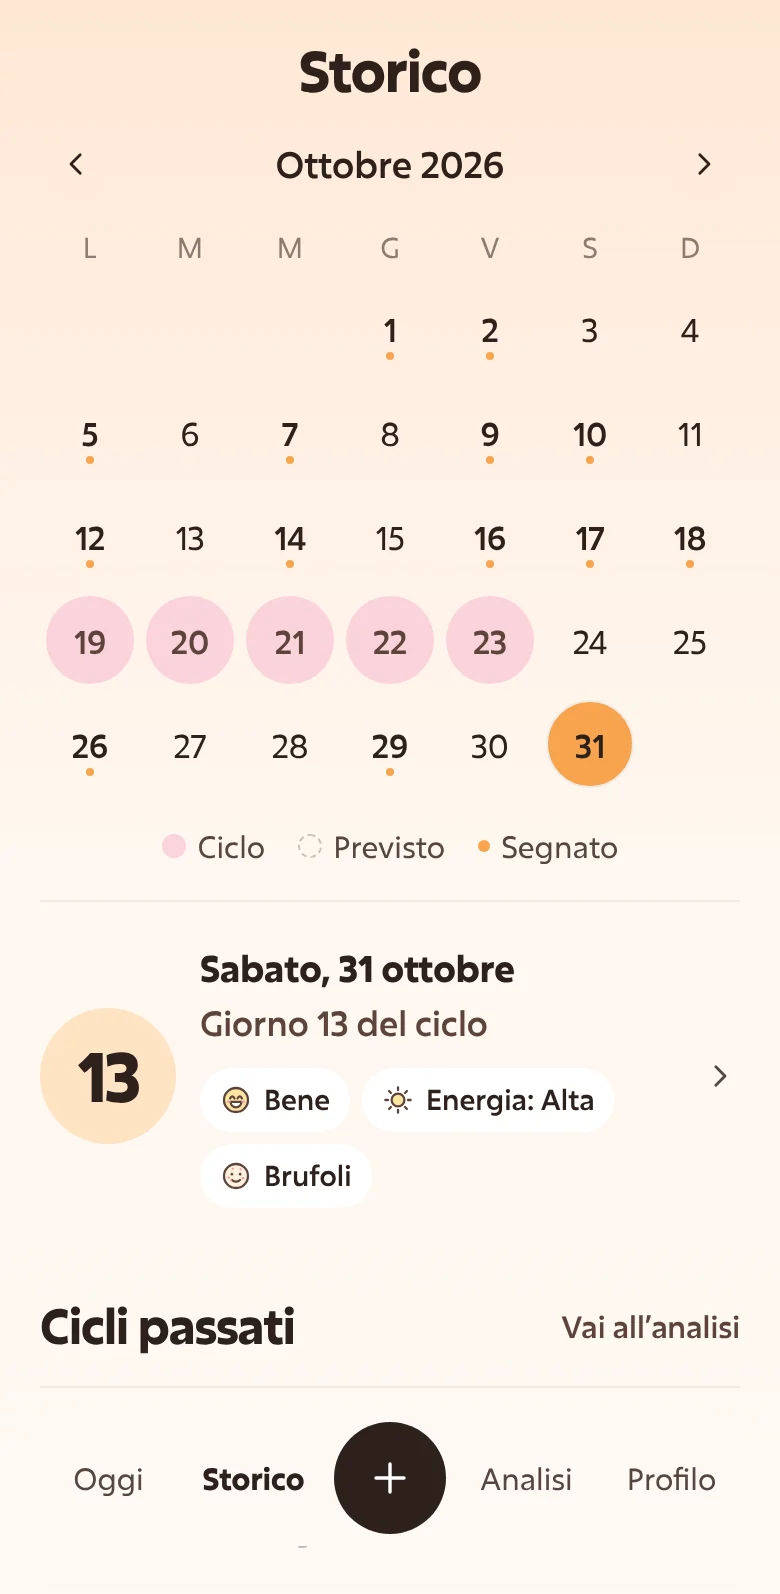 Storico
Ottobre 2026
L M M G V S D
1 2 3 4
5 6 7 8 9 10 11
12 13 14 15 16 17 18
19 20 21 22 23 24 25
26 27 28 29 30 31
Ciclo Previsto Segnato
Sabato, 31 ottobre
Giorno 13 del ciclo
13
Bene Energia: Alta
Brufoli
Cicli passati Vai all’analisi
Oggi Storico Analisi Profilo